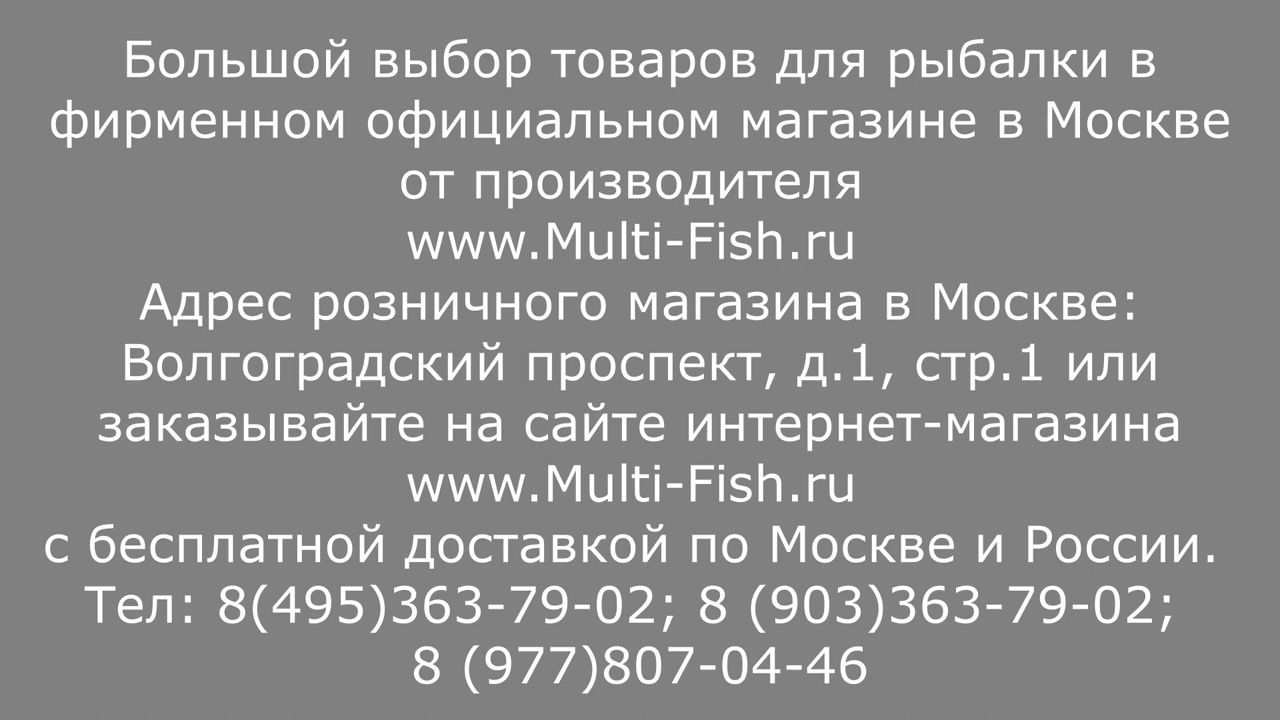 Большой выбор товаров для рыбалки в
фирменном официальном магазине в Москве
от производителя
www.Multi-Fish.ru
Адрес розничного магазина в Москве:
Волгоградский проспект, д.1, стр.1 или
заказывайте на сайте интернет-магазина
www.Multi-Fish.ru
с бесплатной доставкой по Москве и России.
Тел: 8(495)363-79-02; 8 (903)363-79-02;
8 (977)807-04-46